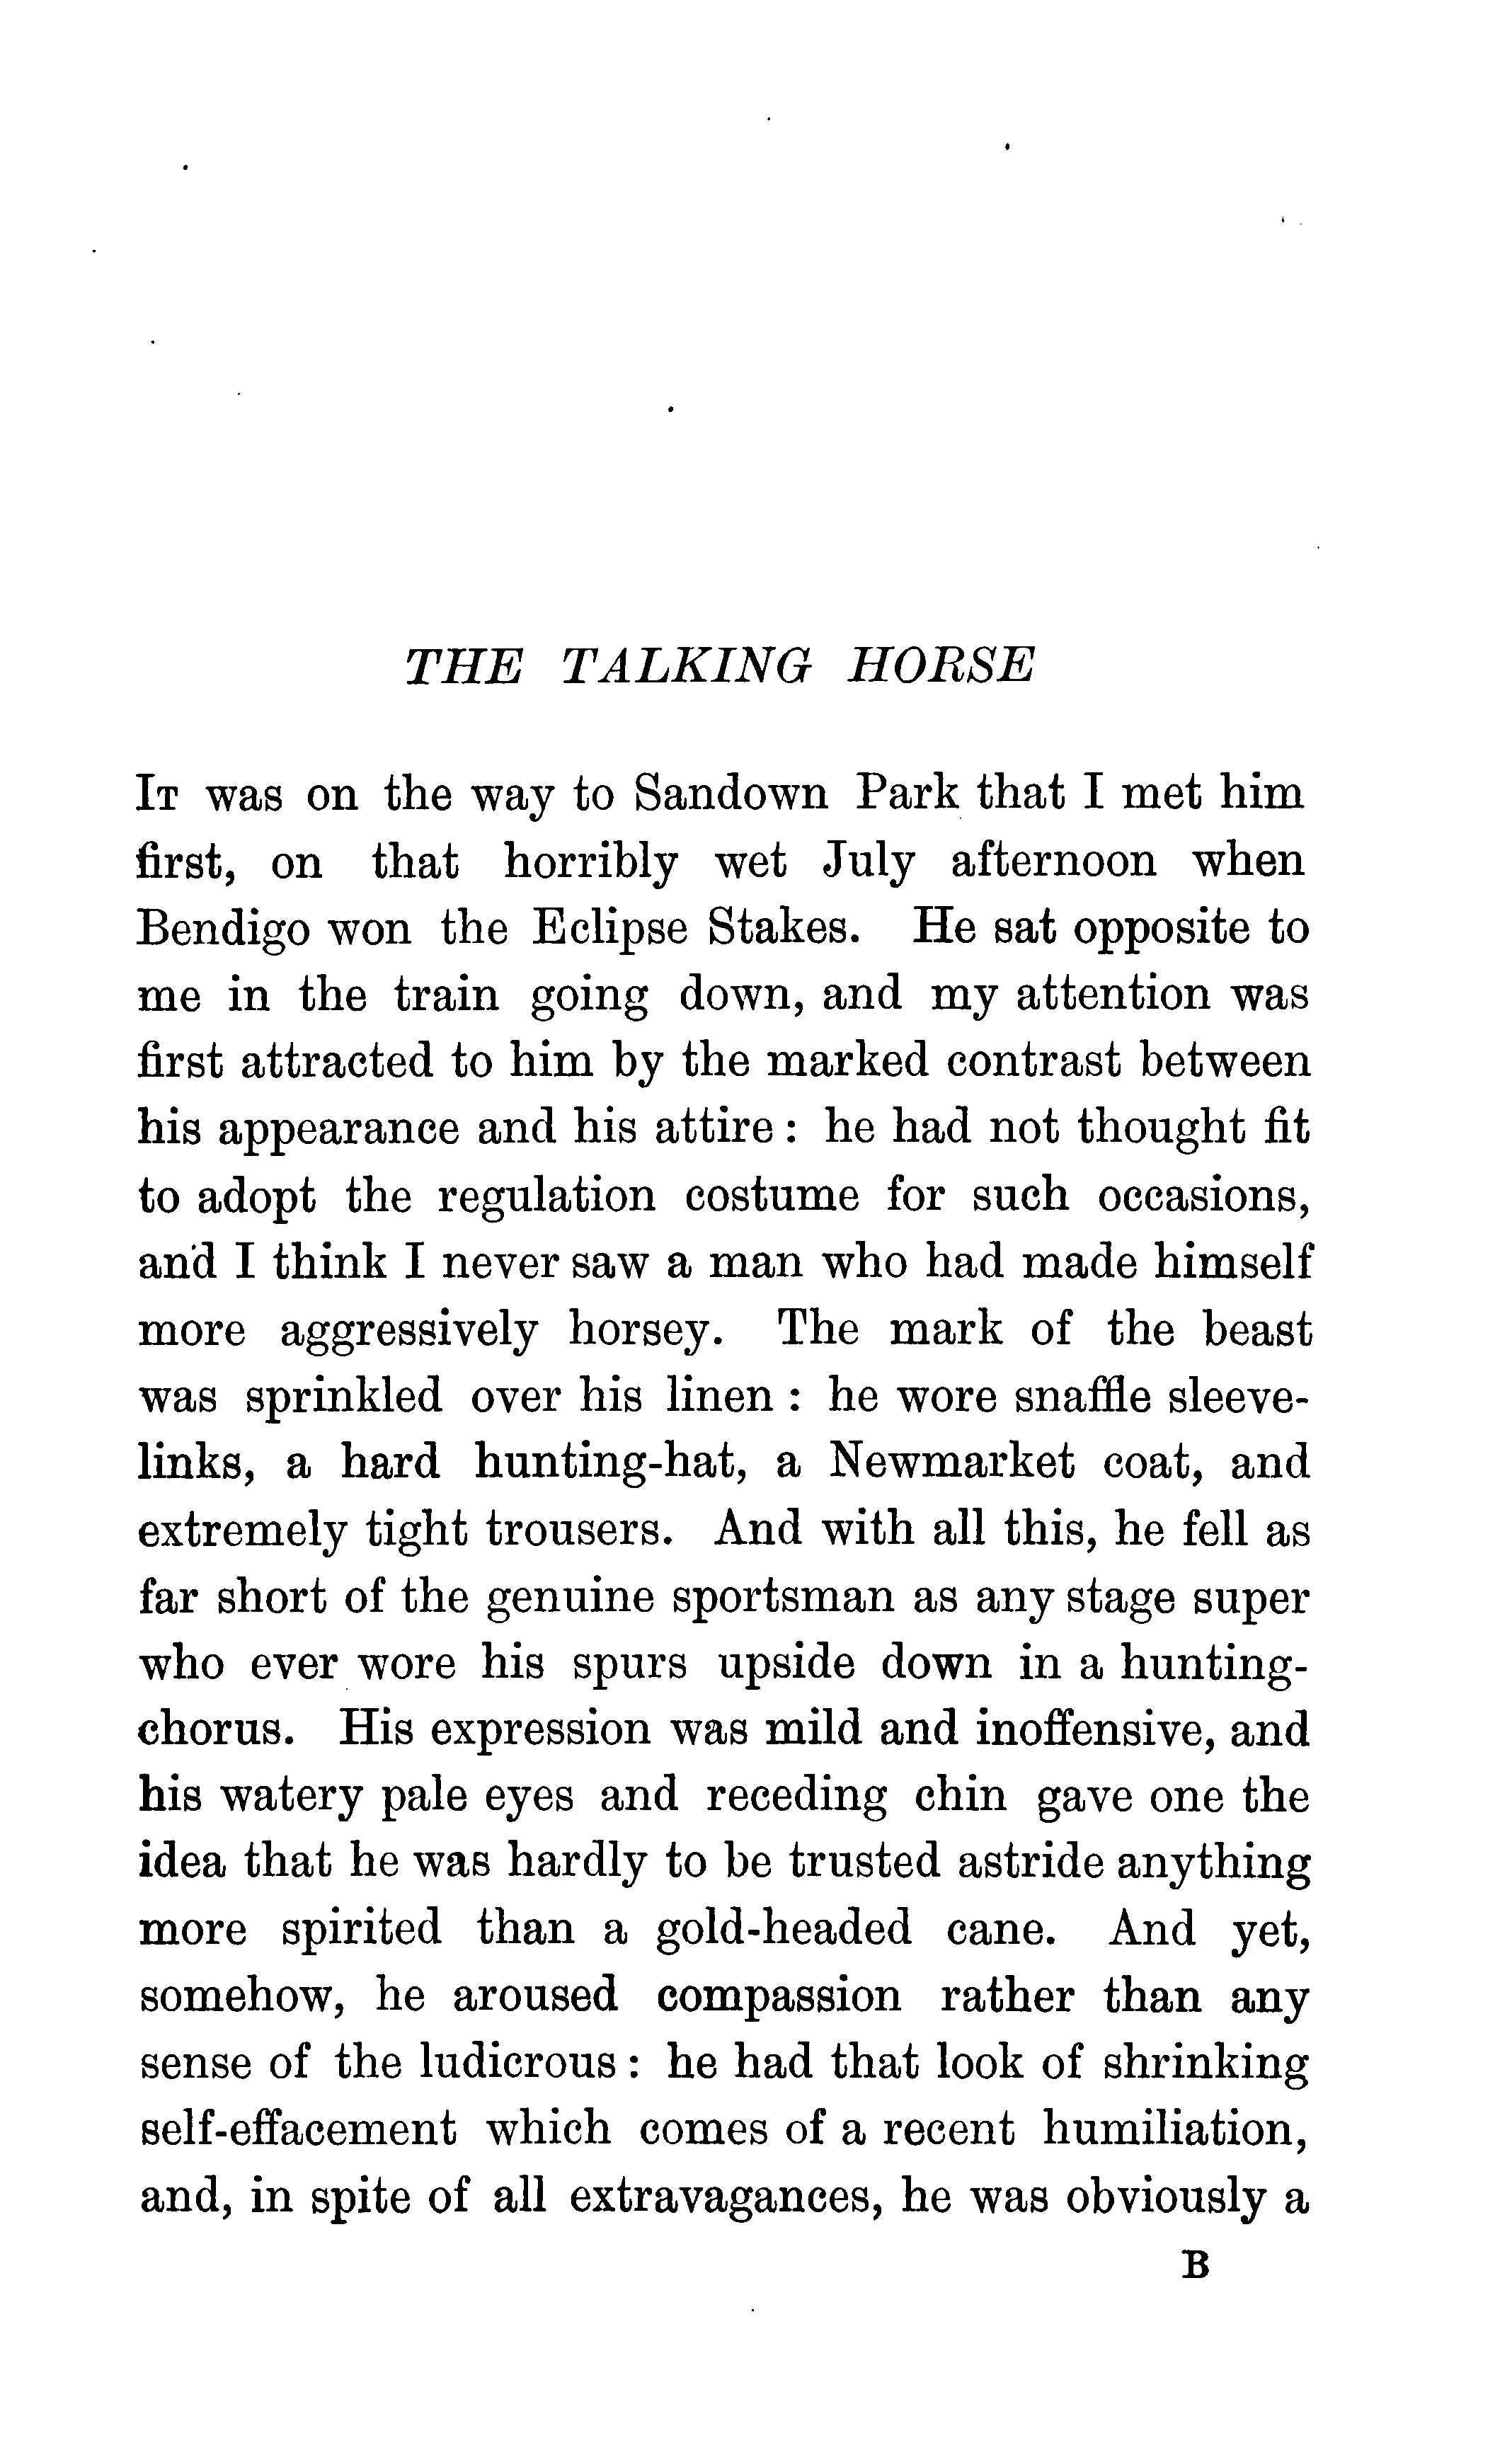 THE TALKING HORSE
IT was on the way to Sandown Park that I met him
first, on that horribly wet July afternoon when
Bendigo won the Eclipse Stakes. He sat opposite to
me in the train going down, and my attention was
first attracted to him by the marked contrast between
his appearance and his attire : he had not thought fit
to adopt the regulation costume for such occasions,
and I think I never saw a man who had made himself
more aggressively horsey. The mark of the beast
was sprinkled over his linen : he wore snaffle sleeve-
links, a hard hunting-hat, a Newmarket coat, and
extremely tight trousers. And with all this, he fell as
far short of the genuine sportsman as any stage super
who ever wore his spurs upside down in a hunting-
chorus. His expression was mild and inoffensive, and
his watery pale eyes and receding chin gave one the
idea that he was hardly to be trusted astride anything
more spirited than a gold-headed cane. And yet,
somehow, he aroused compassion rather than any
sense of the ludicrous : he had that look of shrinking
self-effacement which comes of a recent humiliation,
and, in spite of all extravagances, he was obviously a
B